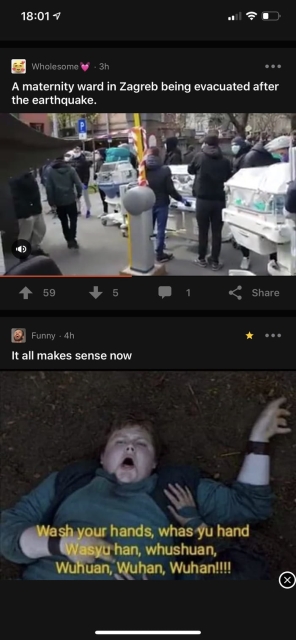 18:01
Wholesome 💓 · 3h
A maternity ward in Zagreb being evacuated after
the earthquake.
59
5
1
Share
Funny · 4h
It all makes sense now
Wash your hands, whas yu hand
Wasyu han, whushuan,
Wuhuan, Wuhan, Wuhan!!!!